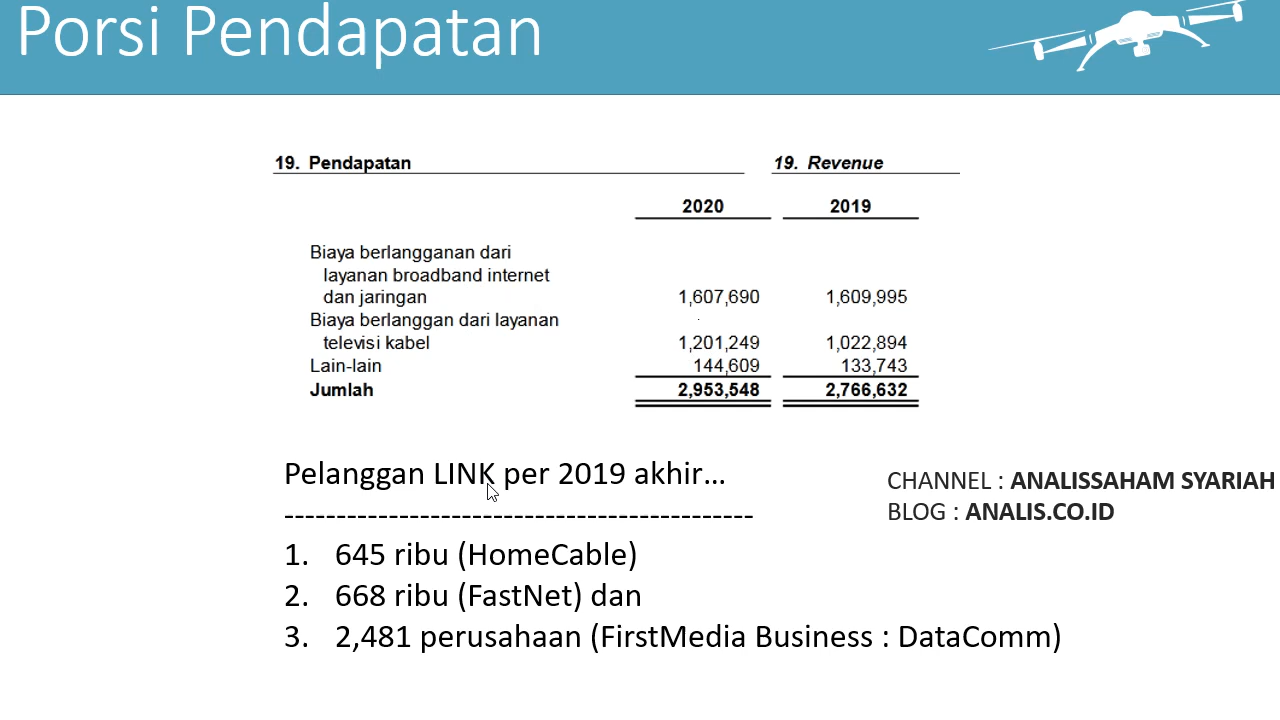 Porsi Pendapatan
19. Pendapatan 19. Revenue
2020 2019
Biaya berlangganan dari
layanan broadband internet
dan jaringan 1,607,690 1,609,995
Biaya berlanggan dari layanan
televisi kabel 1,201,249 1,022,894
Lain-lain 144,609 133,743
Jumlah 2,953,548 2,766,632
Pelanggan LINK per 2019 akhir...
-------------------------------------------
1. 645 ribu (HomeCable)
2. 668 ribu (FastNet) dan
3. 2,481 perusahaan (FirstMedia Business : DataComm)
CHANNEL : ANALISSAHAM SYARIAH
BLOG : ANALIS.CO.ID